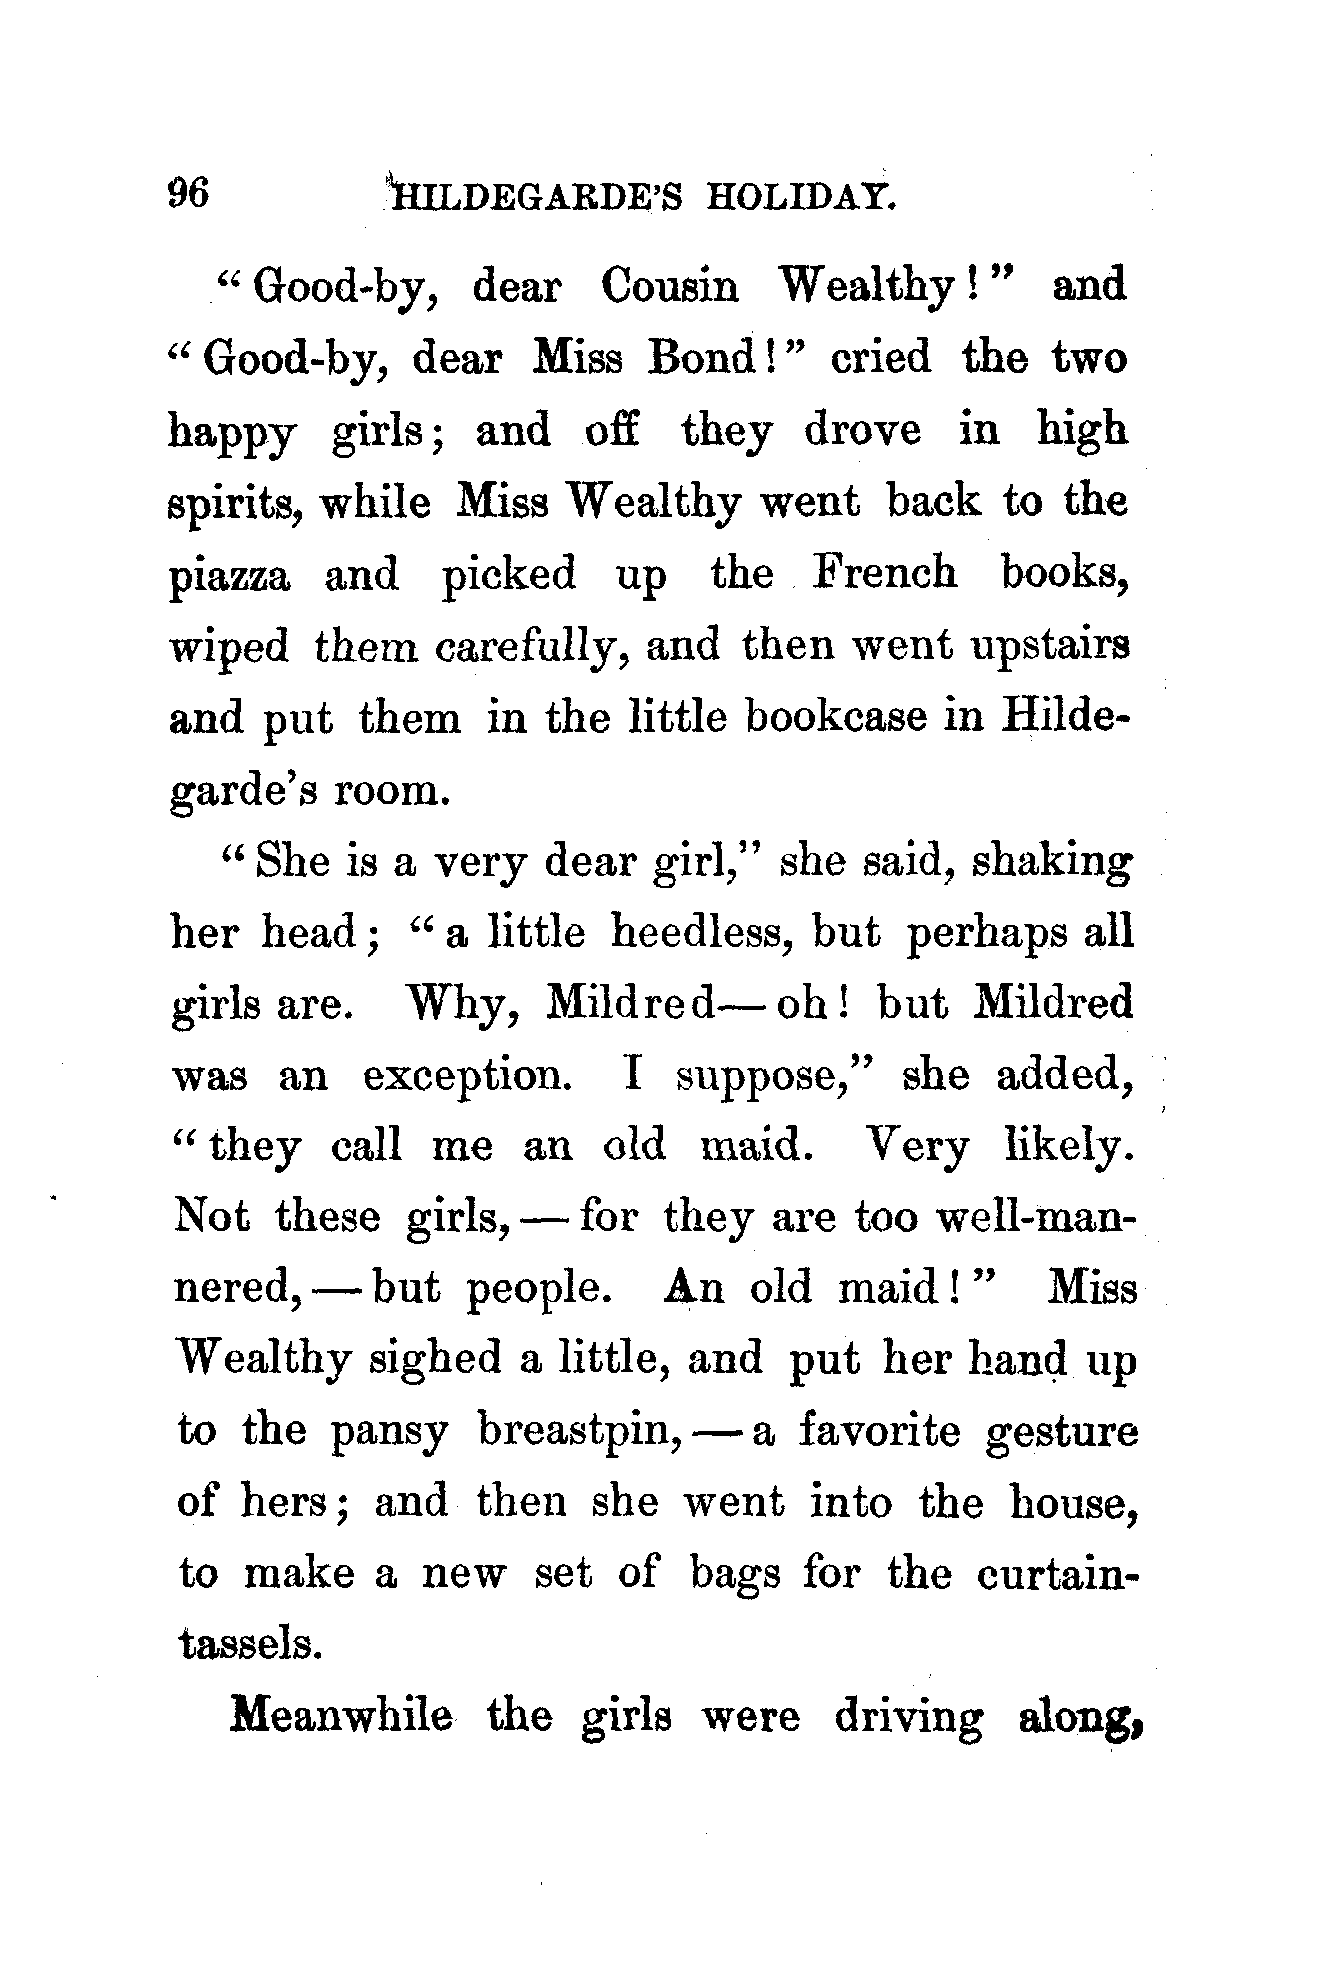 96 HILDEGARDE'S HOLIDAY.
"Good-by, dear Cousin Wealthy!" and
"Good-by, dear Miss Bond!" cried the two
happy girls; and off they drove in high
spirits, while Miss Wealthy went back to the
piazza and picked up the French books,
wiped them carefully, and then went upstairs
and put them in the little bookcase in Hilde-
garde's room.
"She is a very dear girl," she said, shaking
her head; "a little heedless, but perhaps all
girls are. Why, Mildred—oh! but Mildred
was an exception. I suppose," she added,
"they call me an old maid. Very likely.
Not these girls,—for they are too well-man-
nered,—but people. An old maid!" Miss
Wealthy sighed a little, and put her hand up
to the pansy breastpin,—a favorite gesture
of hers; and then she went into the house,
to make a new set of bags for the curtain-
tassels.
Meanwhile the girls were driving along,